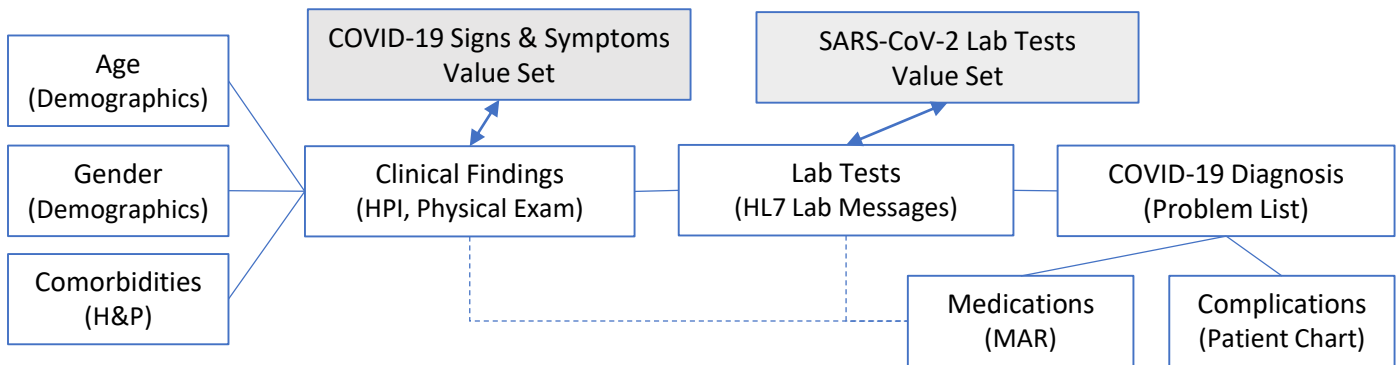 COVID-19 Signs & Symptoms
Value Set
SARS-CoV-2 Lab Tests
Value Set
Age
(Demographics)
Gender
(Demographics)
Comorbidities
(H&P)
Clinical Findings
(HPI, Physical Exam)
Lab Tests
(HL7 Lab Messages)
COVID-19 Diagnosis
(Problem List)
Medications
(MAR)
Complications
(Patient Chart)